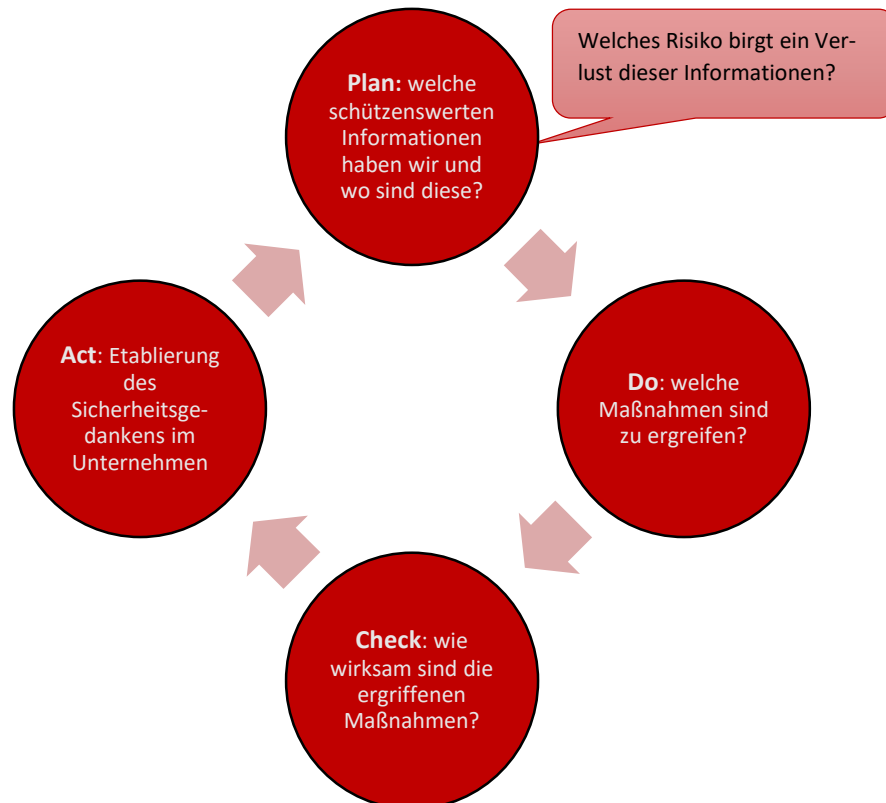 Plan: welche
schützenswerten
Informationen
haben wir und
wo sind diese?
Welches Risiko birgt ein Ver-
lust dieser Informationen?
Do: welche
Maßnahmen sind
zu ergreifen?
Check: wie
wirksam sind die
ergriffenen
Maßnahmen?
Act: Etablierung
des
Sicherheitsge-
dankens im
Unternehmen